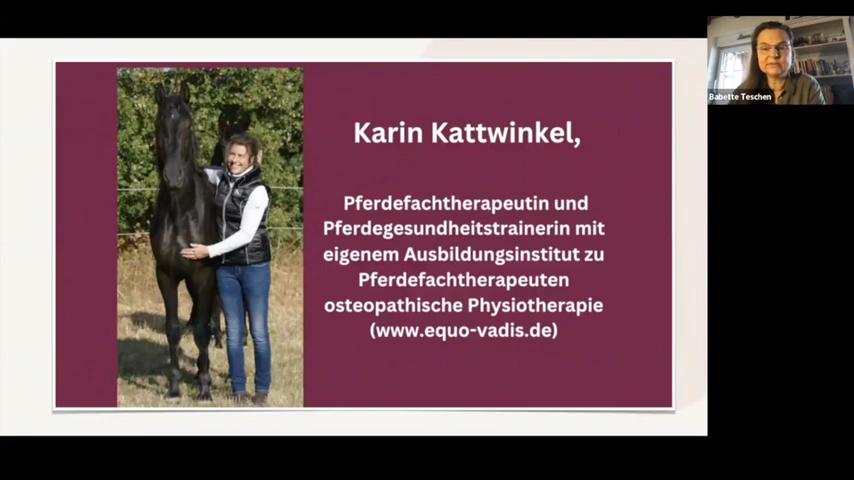 Karin Kattwinkel,
Pferdefachtherapeutin und
Pferdegesundheitstrainerin mit
eigenem Ausbildungsinstitut zu
Pferdefachtherapeuten
osteopathische Physiotherapie
(www.equo-vadis.de)
Babette Teschen